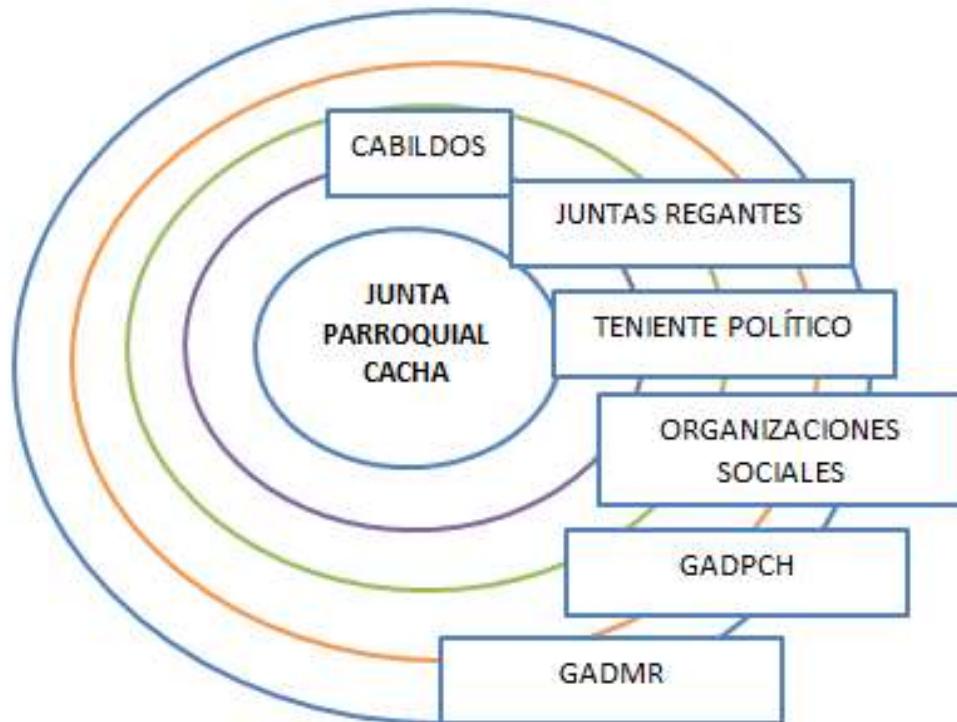 CABILDOS
JUNTAS REGANTES
JUNTA
PARROQUIAL
CACHA
TENIENTE POLÍTICO
ORGANIZACIONES
SOCIALES
GADPCH
GADMR